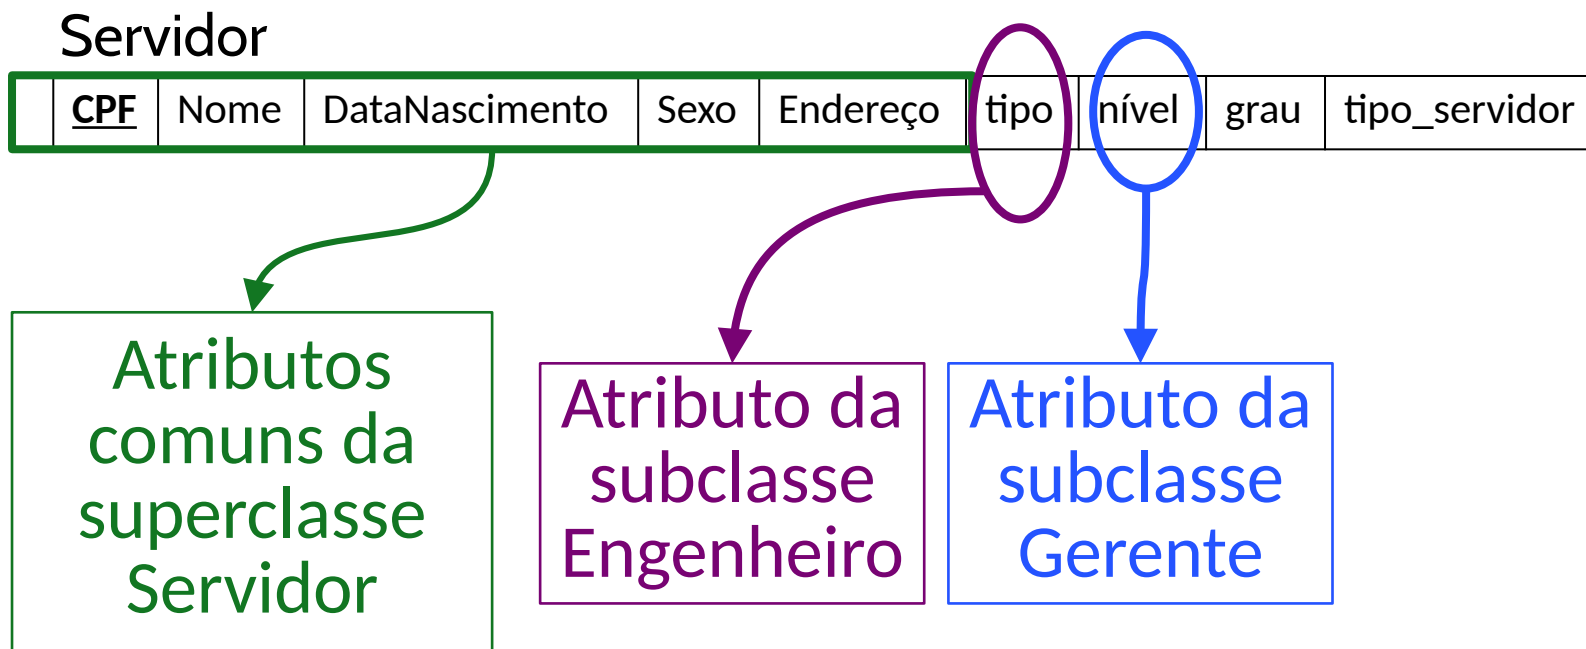 Servidor
CPF Nome DataNascimento Sexo Endereço tipo nível grau tipo_servidor
Atributos
comuns da
superclasse
Servidor
Atributo da
subclasse
Engenheiro
Atributo da
subclasse
Gerente